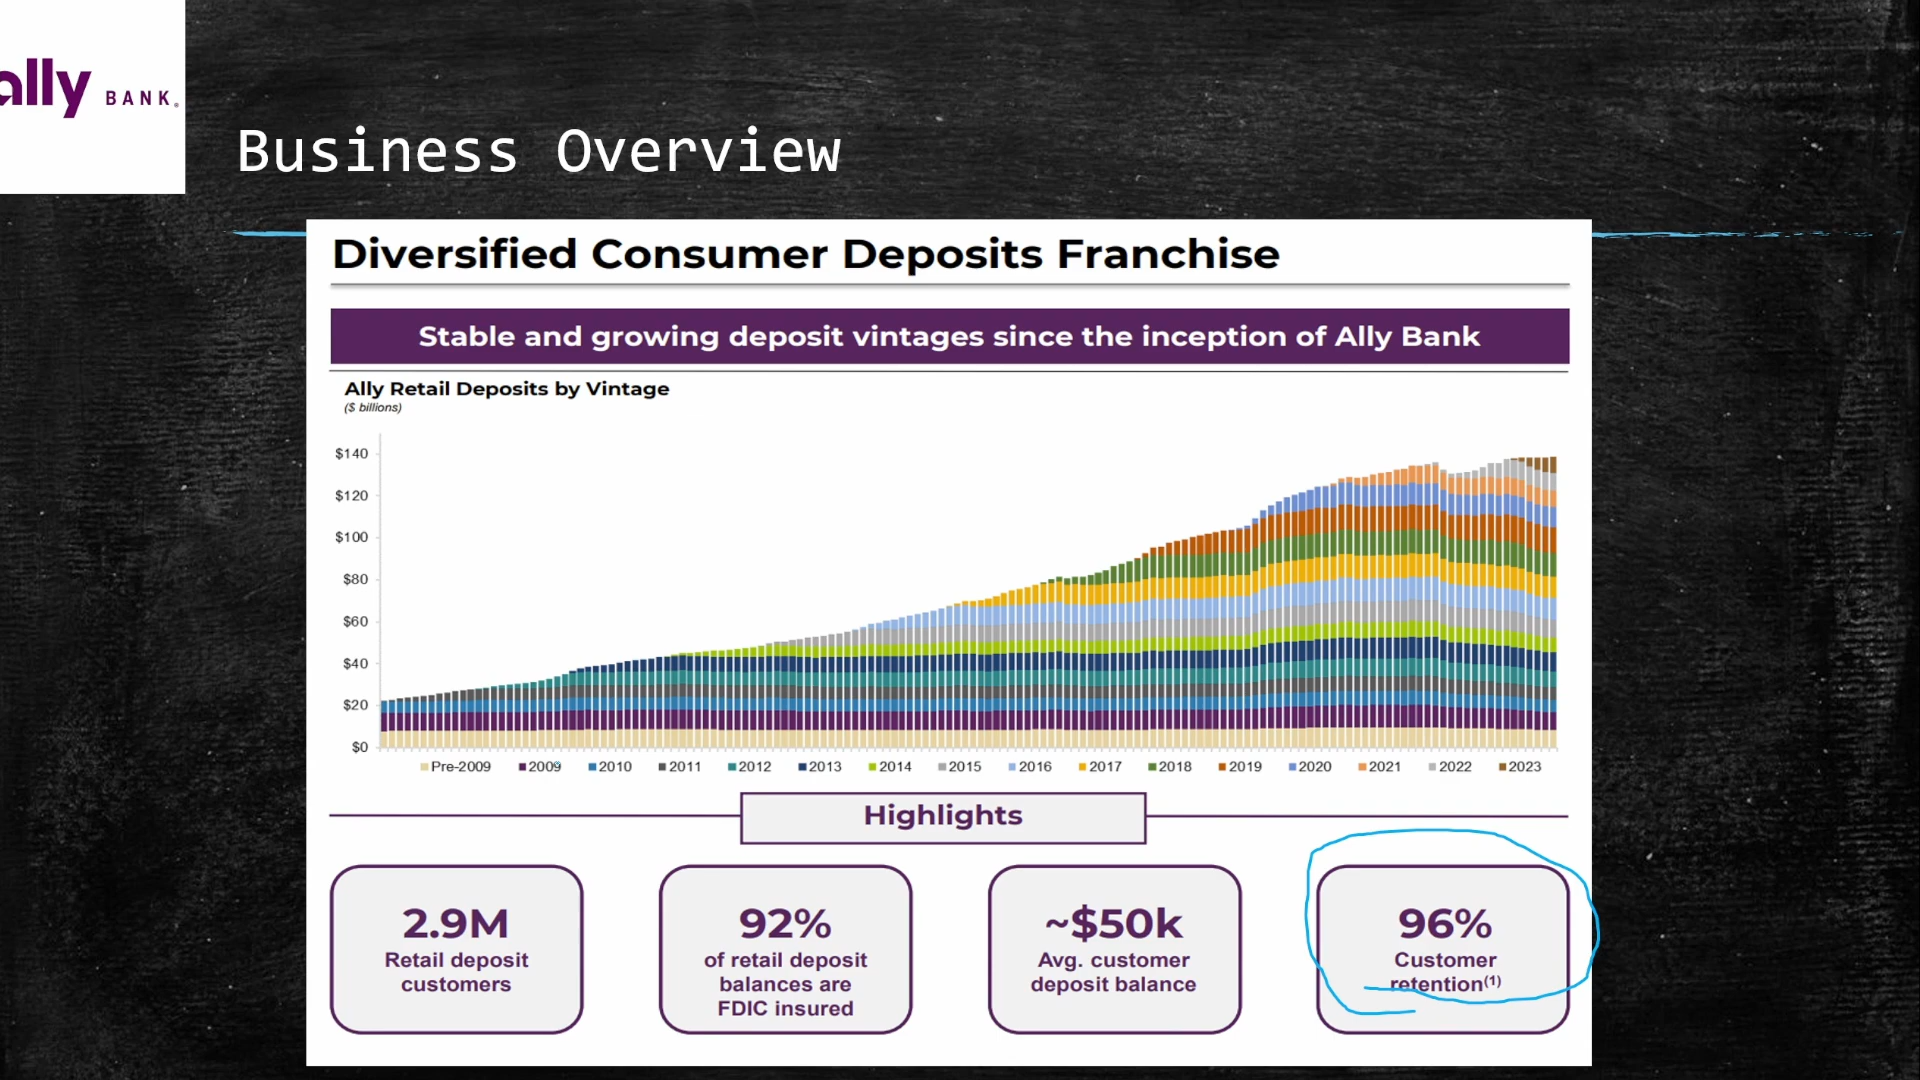 ally BANK
Business Overview
Diversified Consumer Deposits Franchise
Stable and growing deposit vintages since the inception of Ally Bank
Ally Retail Deposits by Vintage
($ billions)
$140
$120
$100
$80
$60
$40
$20
$0
Pre-2009 2009 2010 2011 2012 2013 2014 2015 2016 2017 2018 2019 2020 2021 2022 2023
Highlights
2.9M
Retail deposit
customers
92%
of retail deposit
balances are
FDIC insured
~$50k
Avg. customer
deposit balance
96%
Customer
retention(1)